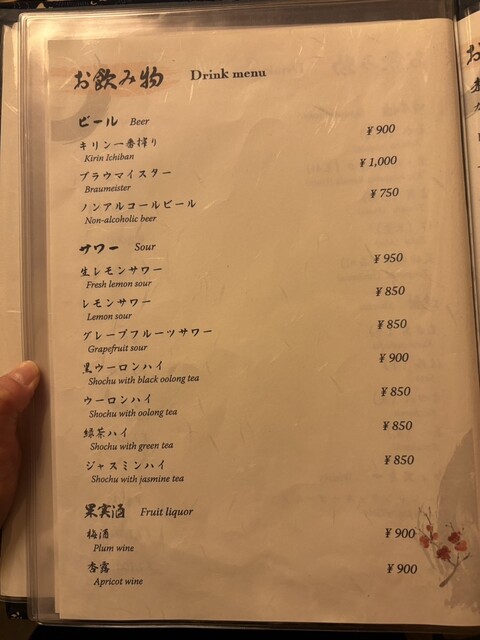 お飲み物 Drink menu
ビール Beer
キリン一番搾り ¥900
Kirin Ichiban
ブラウマイスター ¥1,000
Braumeister
ノンアルコールビール ¥750
Non-alcoholic beer
サワー Sour
生レモンサワー ¥950
Fresh lemon sour
レモンサワー ¥850
Lemon sour
グレープフルーツサワー ¥850
Grapefruit sour
黒ウーロンハイ ¥900
Shochu with black oolong tea
ウーロンハイ ¥850
Shochu with oolong tea
緑茶ハイ ¥850
Shochu with green tea
ジャスミンハイ ¥850
Shochu with jasmine tea
果実酒 Fruit liquor
梅酒 ¥900
Plum wine
杏露 ¥900
Apricot wine